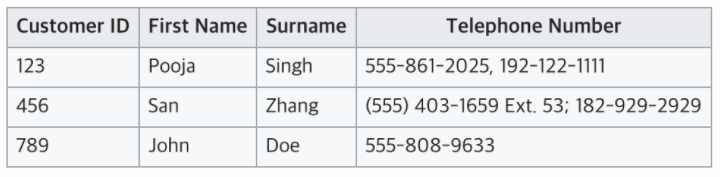 Customer ID First Name Surname Telephone Number
123 Pooja Singh 555-861-2025, 192-122-1111
456 San Zhang (555) 403-1659 Ext. 53; 182-929-2929
789 John Doe 555-808-9633